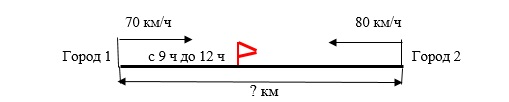 70 км/ч 80 км/ч
Город 1 с 9 ч до 12 ч Город 2
? км